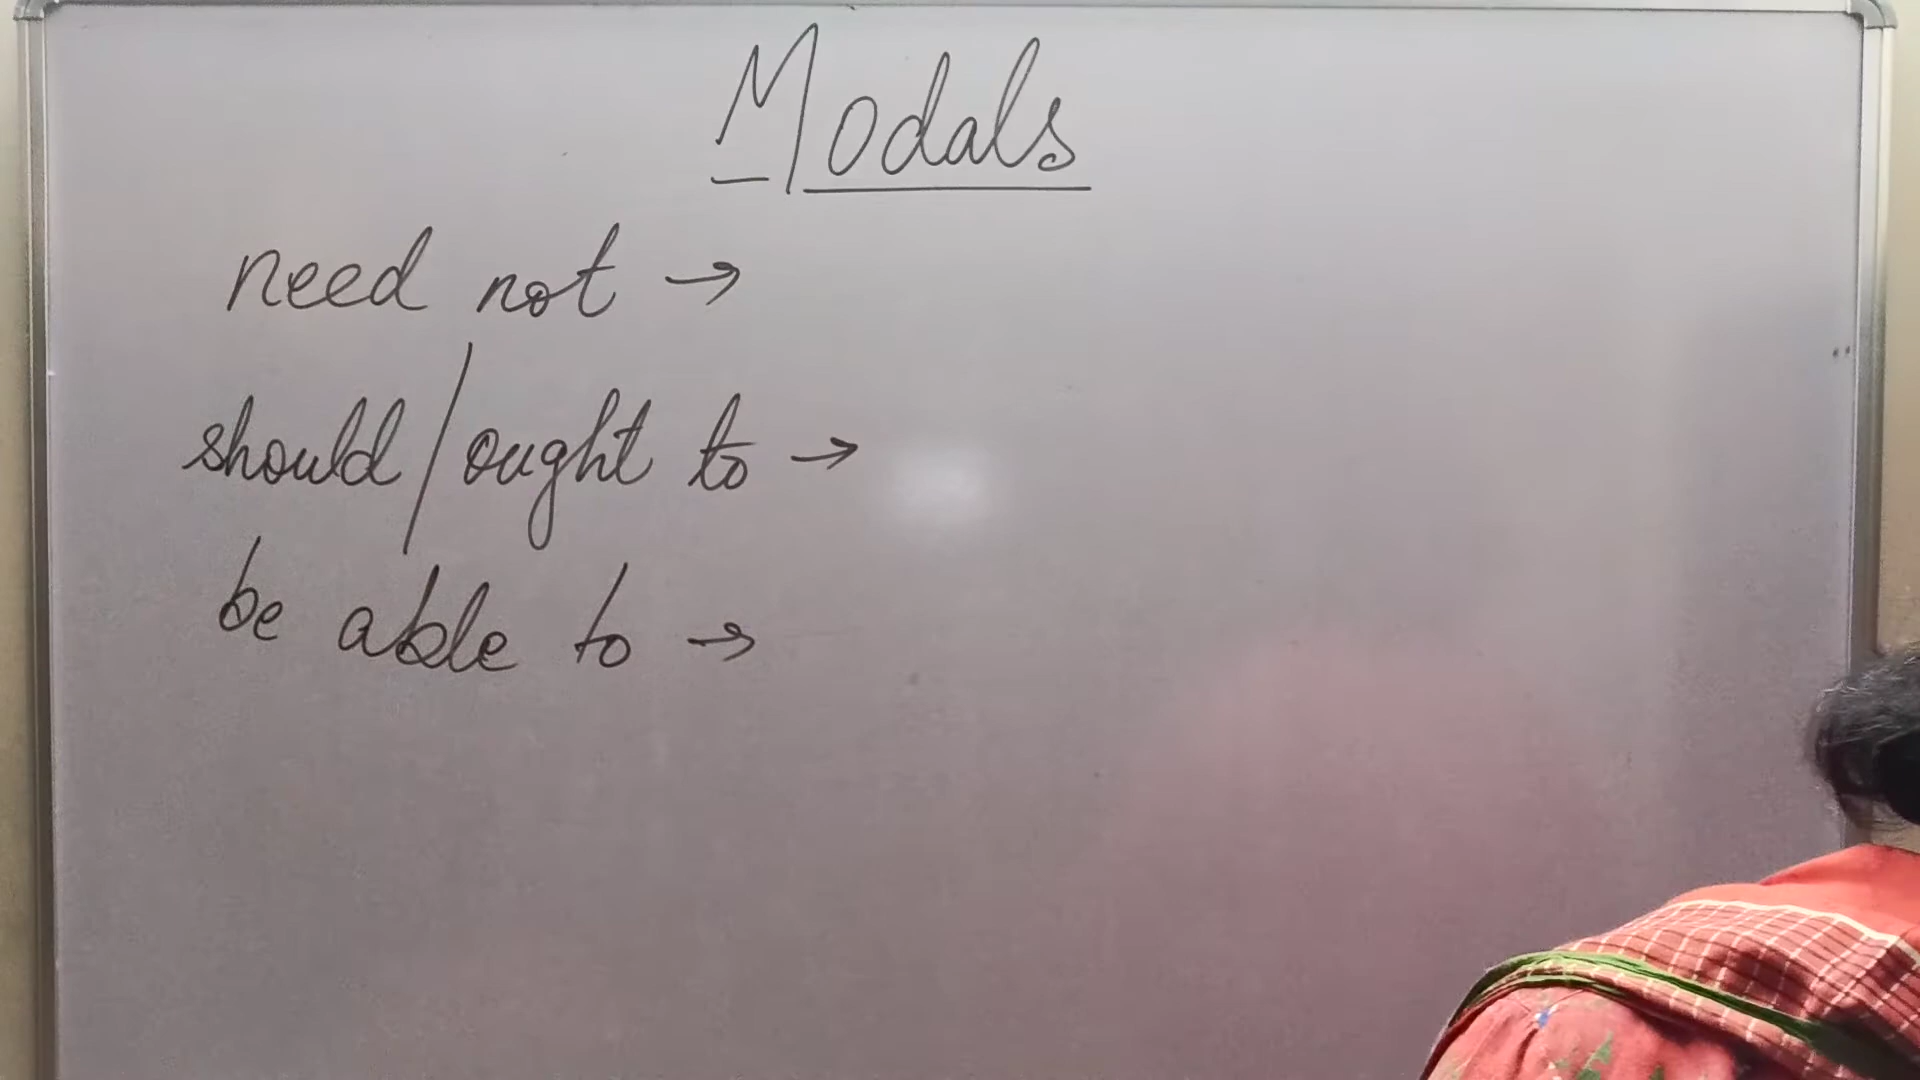 Modals
need not →
should/ought to →
be able to →